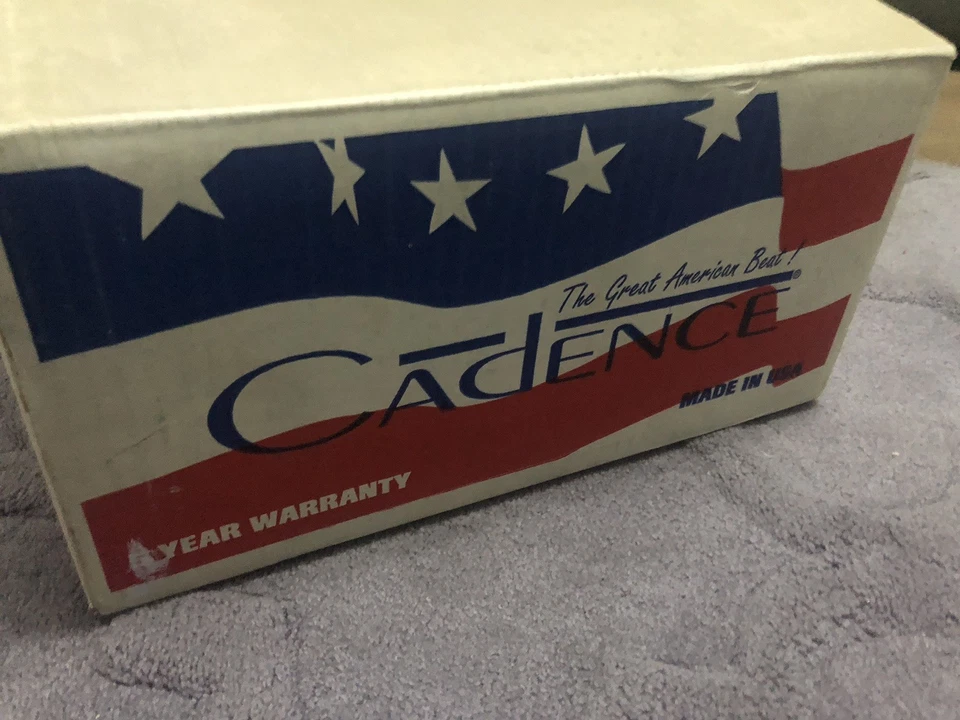 The Great American Beat !
CADENCE®
MADE IN USA
YEAR WARRANTY